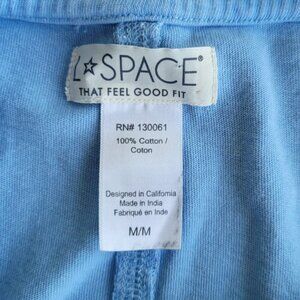 L☆SPACE®
THAT FEEL GOOD FIT
RN# 130061
100% Cotton /
Coton
Designed in California
Made in India
Fabriqué en Inde
M/M